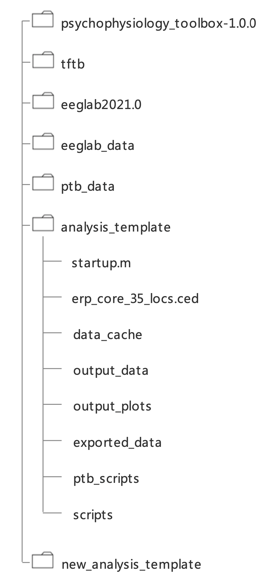 psychophysiology_toolbox-1.0.0
tftb
eeglab2021.0
eeglab_data
ptb_data
analysis_template
startup.m
erp_core_35_locs.ced
data_cache
output_data
output_plots
exported_data
ptb_scripts
scripts
new_analysis_template